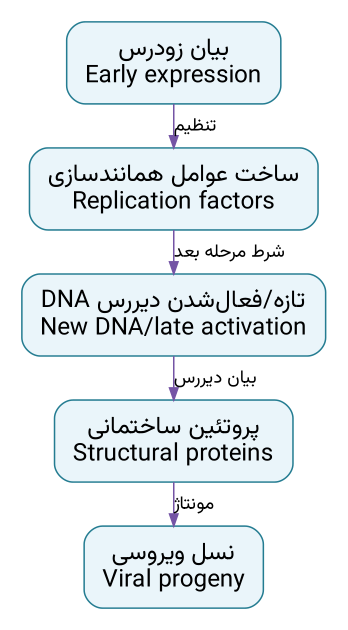 بیان زودرس
Early expression
تنظیم
ساخت عوامل همانندسازی
Replication factors
شرط مرحله بعد
DNA تازه/فعال‌شدن دیررس
New DNA/late activation
بیان دیررس
پروتئین ساختمانی
Structural proteins
مونتاژ
نسل ویروسی
Viral progeny